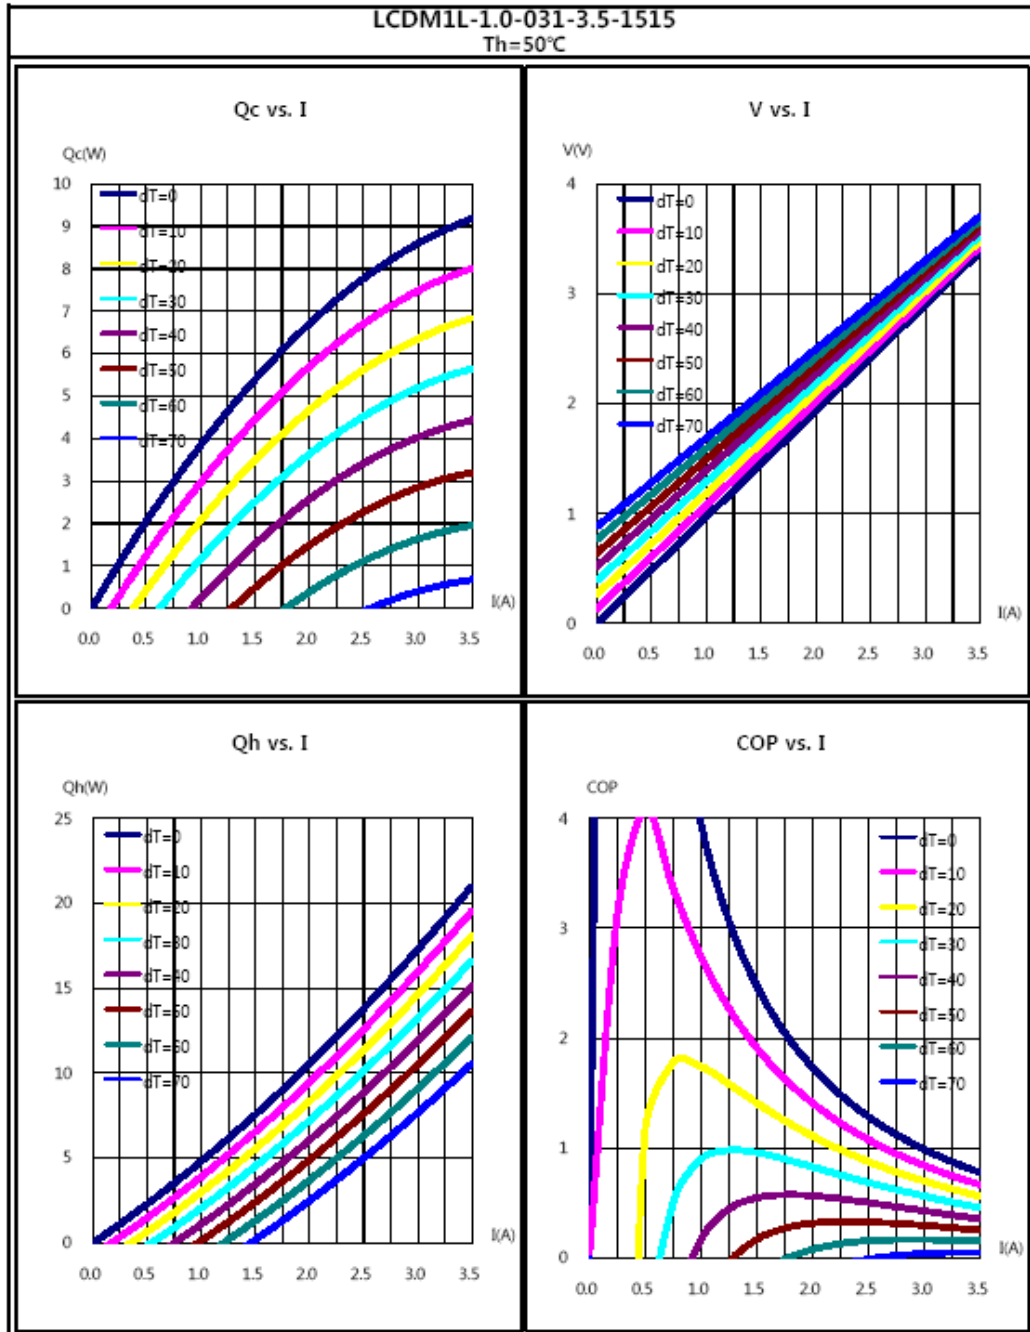 LCDM1L-1.0-031-3.5-1515
Th=50℃
Qc vs. I
Qc(W)
10
9
8
7
6
5
4
3
2
1
0
dT=0
dT=10
dT=20
dT=30
dT=40
dT=50
dT=60
dT=70
I(A)
0.0 0.5 1.0 1.5 2.0 2.5 3.0 3.5
V vs. I
V(V)
4
3
2
1
0
dT=0
dT=10
dT=20
dT=30
dT=40
dT=50
dT=60
dT=70
I(A)
0.0 0.5 1.0 1.5 2.0 2.5 3.0 3.5
Qh vs. I
Qh(W)
25
20
15
10
5
0
dT=0
dT=10
dT=20
dT=30
dT=40
dT=50
dT=60
dT=70
I(A)
0.0 0.5 1.0 1.5 2.0 2.5 3.0 3.5
COP vs. I
COP
4
3
2
1
0
dT=0
dT=10
dT=20
dT=30
dT=40
dT=50
dT=60
dT=70
I(A)
0.0 0.5 1.0 1.5 2.0 2.5 3.0 3.5